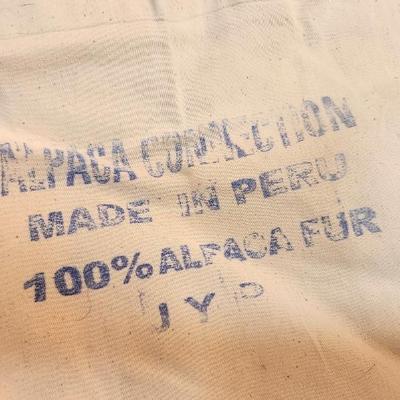 ALPACA CONNECTION
MADE IN PERU
100% ALPACA FUR
J Y P